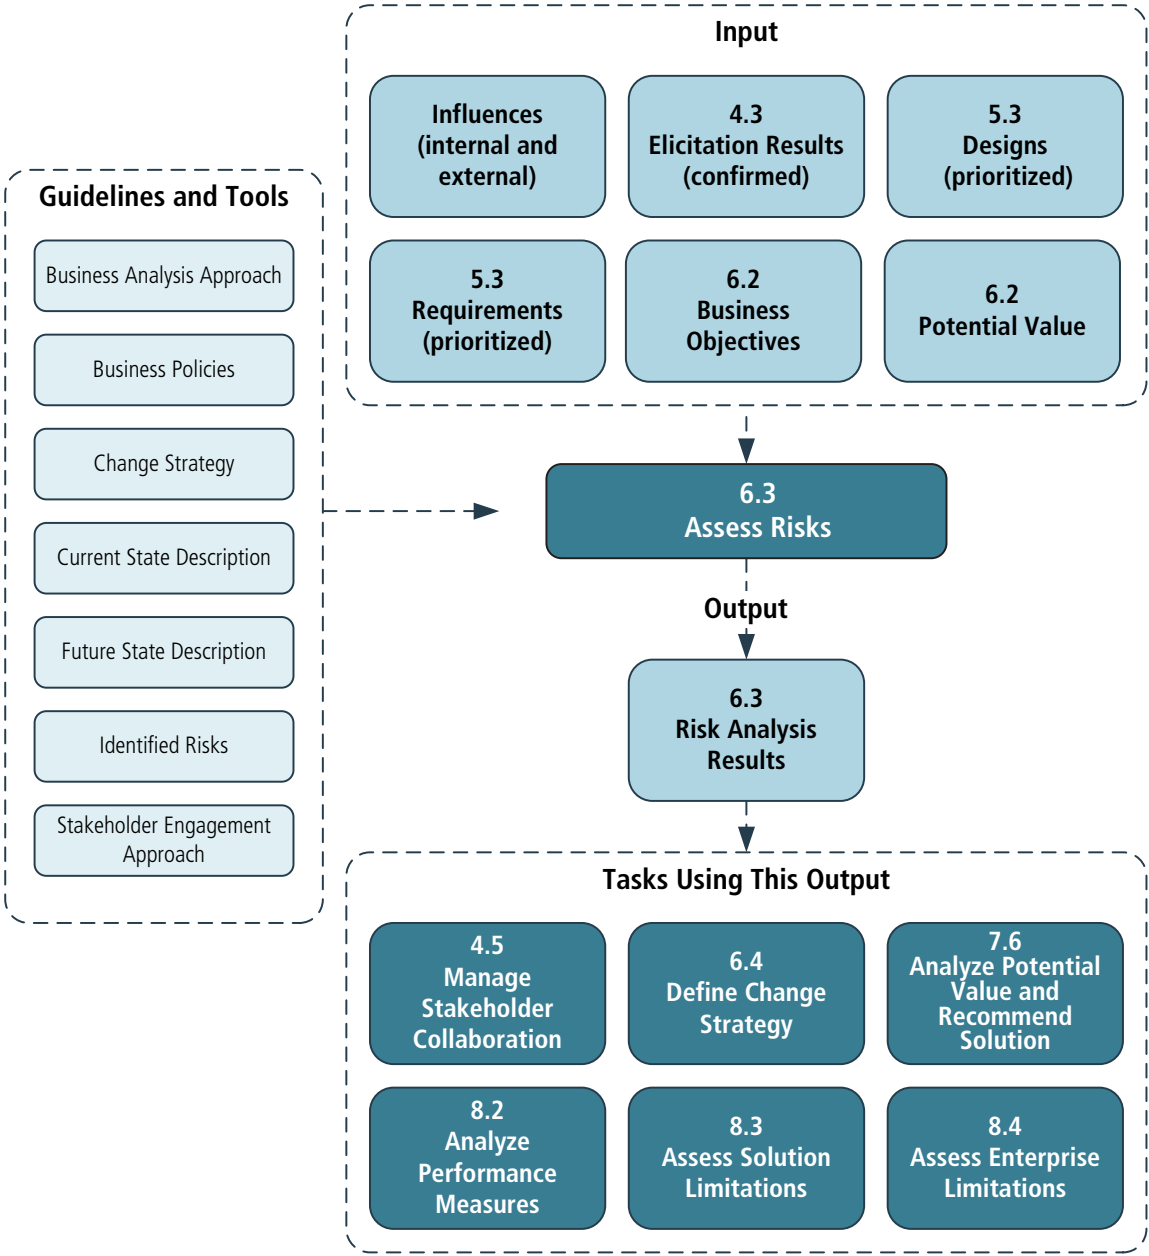 Input
Influences
(internal and
external)
4.3
Elicitation Results
(confirmed)
5.3
Designs
(prioritized)
5.3
Requirements
(prioritized)
6.2
Business
Objectives
6.2
Potential Value
Guidelines and Tools
Business Analysis Approach
Business Policies
Change Strategy
Current State Description
Future State Description
Identified Risks
Stakeholder Engagement
Approach
6.3
Assess Risks
Output
6.3
Risk Analysis
Results
Tasks Using This Output
4.5
Manage
Stakeholder
Collaboration
6.4
Define Change
Strategy
7.6
Analyze Potential
Value and
Recommend
Solution
8.2
Analyze
Performance
Measures
8.3
Assess Solution
Limitations
8.4
Assess Enterprise
Limitations